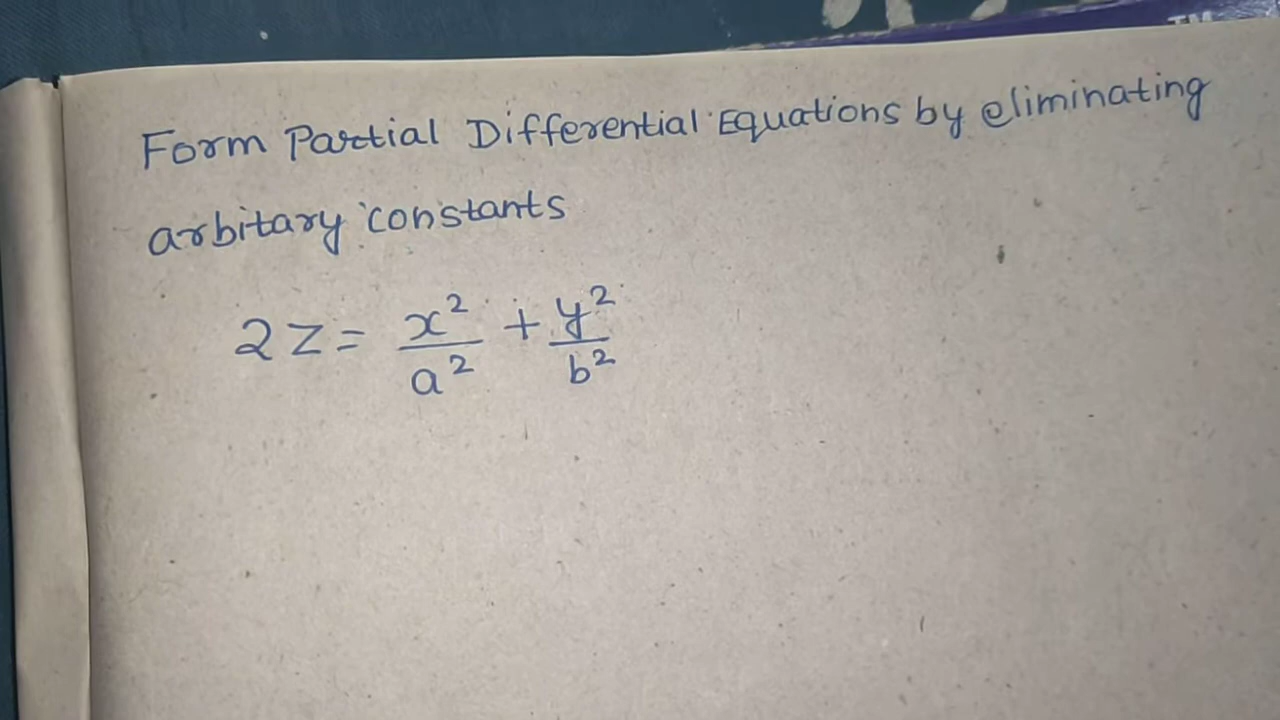 Form Partial Differential Equations by eliminating
arbitary constants
2z = x²/a² + y²/b²